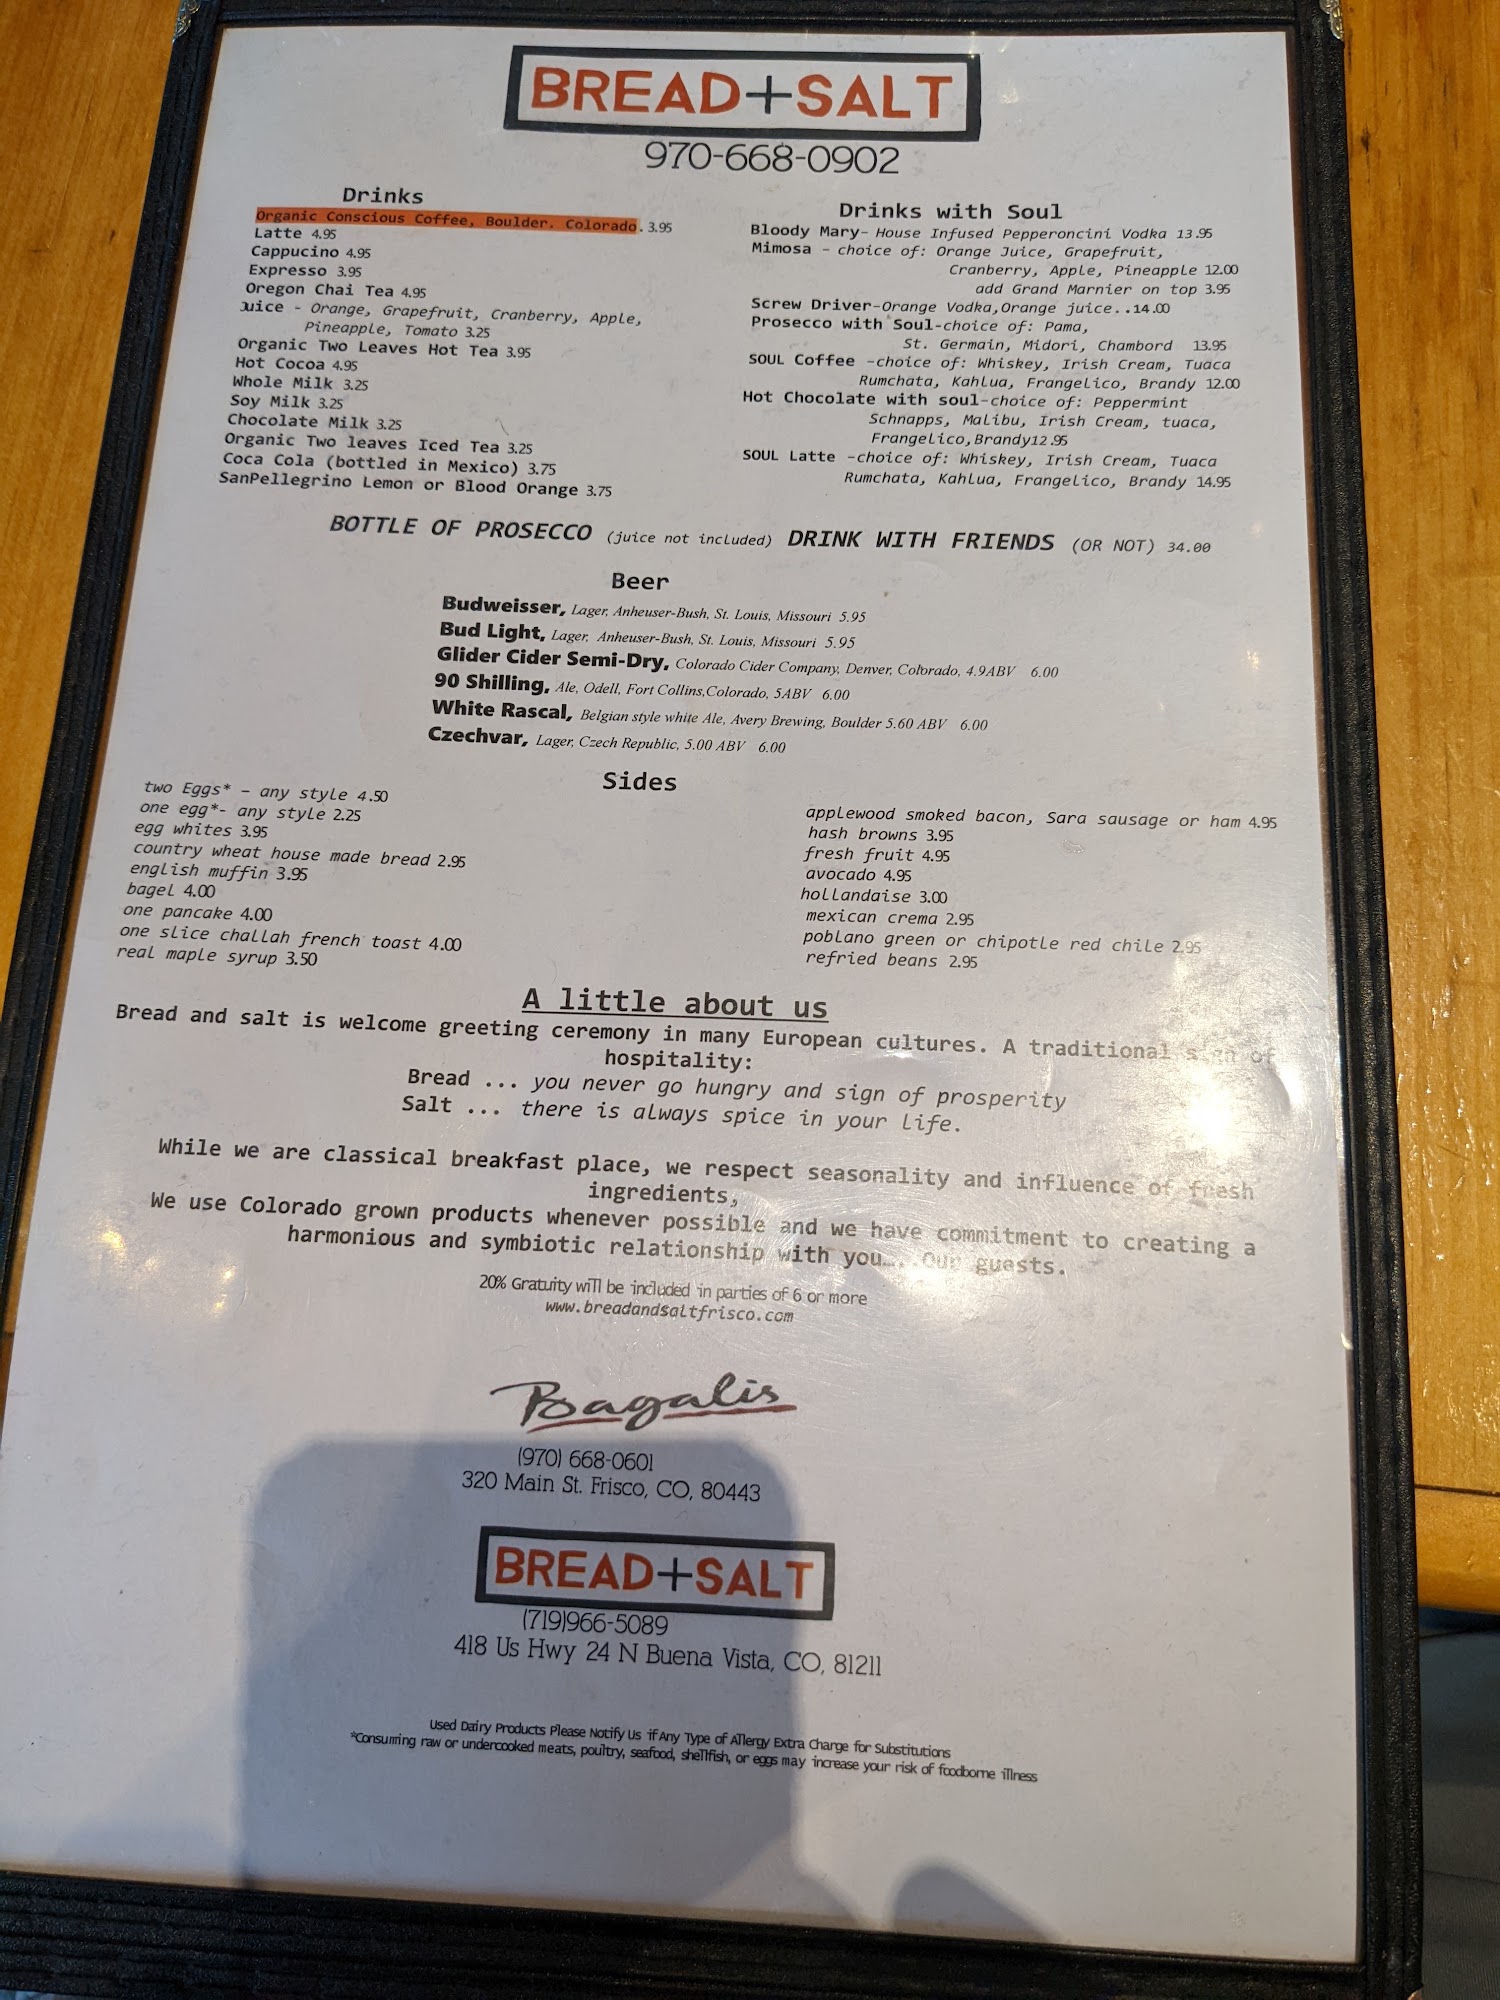 BREAD+SALT
970-668-0902
Drinks
Organic Conscious Coffee, Boulder. Colorado. 3.95
Latte 4.95
Cappucino 4.95
Expresso 3.95
Oregon Chai Tea 4.95
Juice - Orange, Grapefruit, Cranberry, Apple,
Pineapple, Tomato 3.25
Organic Two Leaves Hot Tea 3.95
Hot Cocoa 4.95
Whole Milk 3.25
Soy Milk 3.25
Chocolate Milk 3.25
Organic Two leaves Iced Tea 3.25
Coca Cola (bottled in Mexico) 3.75
SanPellegrino Lemon or Blood Orange 3.75
Drinks with Soul
Bloody Mary- House Infused Pepperoncini Vodka 13.95
Mimosa - choice of: Orange Juice, Grapefruit,
Cranberry, Apple, Pineapple 12.00
add Grand Marnier on top 3.95
Screw Driver-Orange Vodka,Orange juice..14.00
Prosecco with Soul-choice of: Pama,
St. Germain, Midori, Chambord 13.95
SOUL Coffee -choice of: Whiskey, Irish Cream, Tuaca
Rumchata, Kahlua, Frangelico, Brandy 12.00
Hot Chocolate with soul-choice of: Peppermint
Schnapps, Malibu, Irish Cream, tuaca,
Frangelico,Brandy12.95
SOUL Latte -choice of: Whiskey, Irish Cream, Tuaca
Rumchata, Kahlua, Frangelico, Brandy 14.95
BOTTLE OF PROSECCO (juice not included) DRINK WITH FRIENDS (OR NOT) 34.00
Beer
Budweisser, Lager, Anheuser-Bush, St. Louis, Missouri 5.95
Bud Light, Lager, Anheuser-Bush, St. Louis, Missouri 5.95
Glider Cider Semi-Dry, Colorado Cider Company, Denver, Colorado, 4.9ABV 6.00
90 Shilling, Ale, Odell, Fort Collins,Colorado, 5ABV 6.00
White Rascal, Belgian style white Ale, Avery Brewing, Boulder 5.60 ABV 6.00
Czechvar, Lager, Czech Republic, 5.00 ABV 6.00
Sides
two Eggs* - any style 4.50
one egg*- any style 2.25
egg whites 3.95
country wheat house made bread 2.95
english muffin 3.95
bagel 4.00
one pancake 4.00
one slice challah french toast 4.00
real maple syrup 3.50
applewood smoked bacon, Sara sausage or ham 4.95
hash browns 3.95
fresh fruit 4.95
avocado 4.95
hollandaise 3.00
mexican crema 2.95
poblano green or chipotle red chile 2.95
refried beans 2.95
A little about us
Bread and salt is welcome greeting ceremony in many European cultures. A traditional sign of
hospitality:
Bread ... you never go hungry and sign of prosperity
Salt ... there is always spice in your life.
While we are classical breakfast place, we respect seasonality and influence of fresh
ingredients,
We use Colorado grown products whenever possible and we have commitment to creating a
harmonious and symbiotic relationship with you.... Our guests.
20% Gratuity will be included in parties of 6 or more
www.breadandsaltfrisco.com
Bagalis
(970) 668-0601
320 Main St. Frisco, CO, 80443
BREAD+SALT
(719)966-5089
418 Us Hwy 24 N Buena Vista, CO, 81211
Used Dairy Products Please Notify Us if Any Type of Allergy Extra Charge for Substitutions
*Consuming raw or undercooked meats, poultry, seafood, shellfish, or eggs may increase your risk of foodborne illness